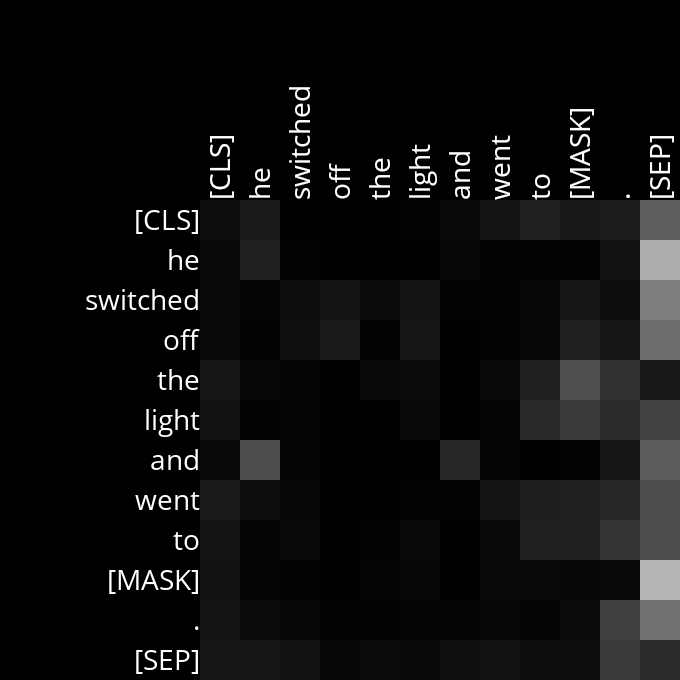 [CLS] he switched off the light and went to [MASK] . [SEP]
[CLS]
he
switched
off
the
light
and
went
to
[MASK]
.
[SEP]